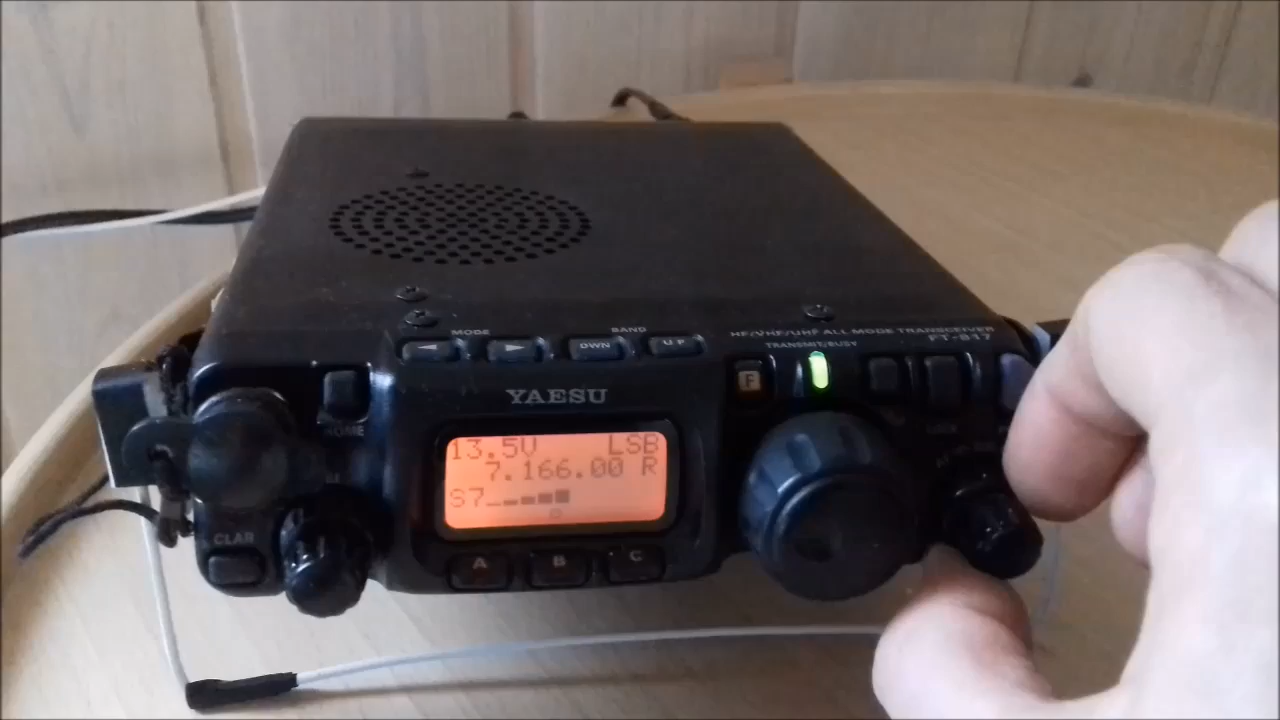 MODE
BAND
DWN
UP
HF/VHF/UHF ALL MODE TRANSCEIVER
FT-817
TRANSMIT/BUSY
F
YAESU
HOME
LOCK
13.5V LSB
7.166.00 R
S7
CLAR
A B C